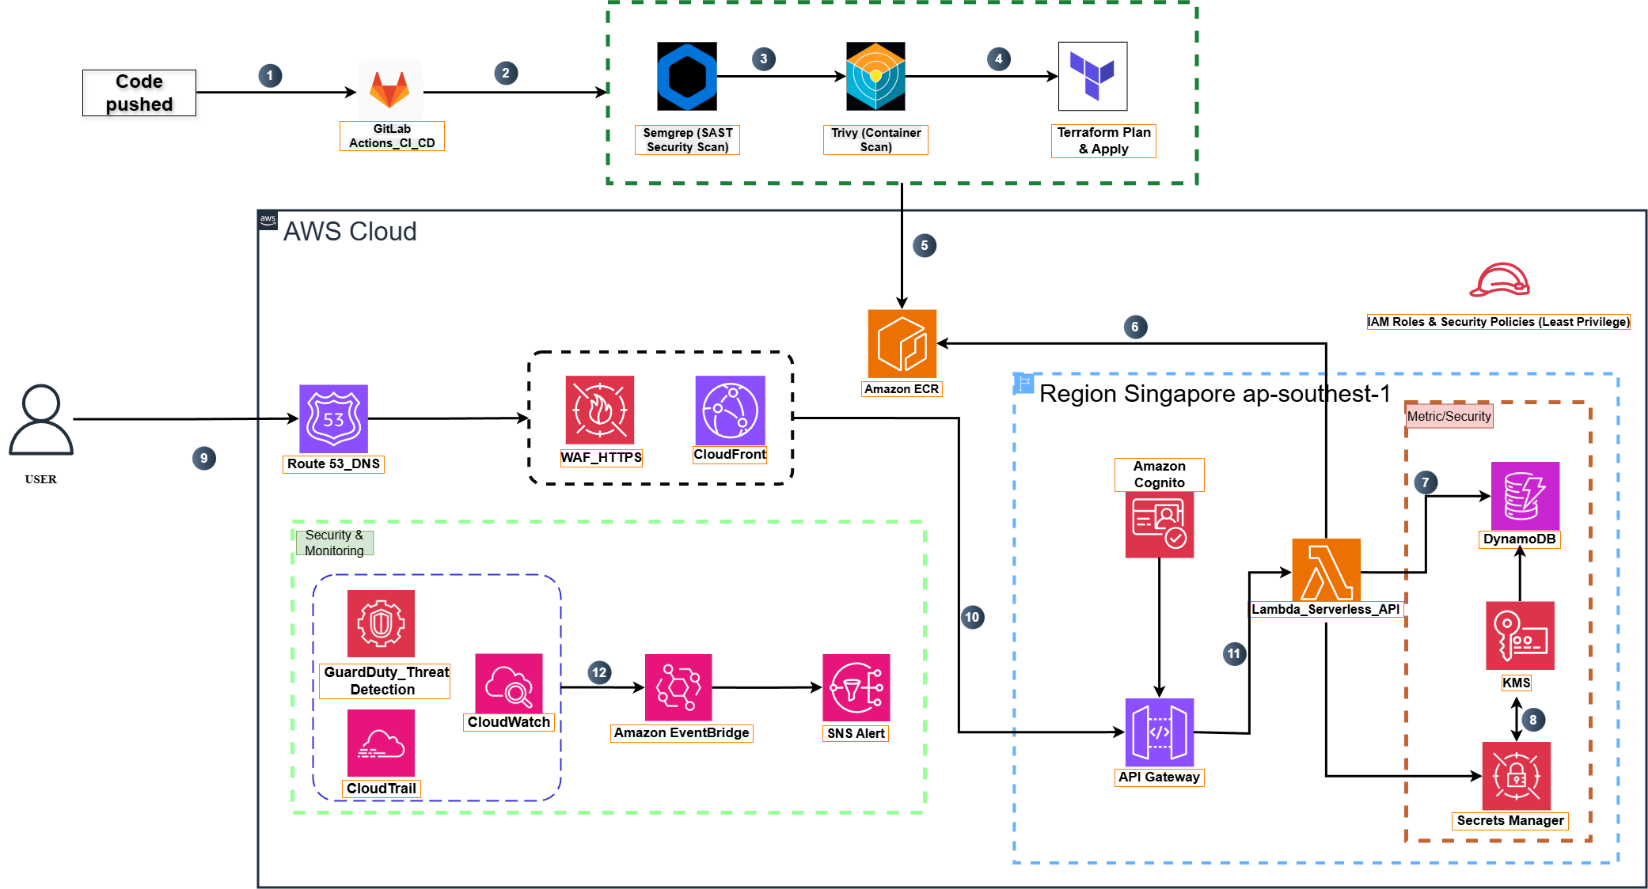 Code
pushed
1
GitLab
Actions_CI_CD
2
Semgrep (SAST
Security Scan)
3
Trivy (Container
Scan)
4
Terraform Plan
& Apply
aws
AWS Cloud
5
Amazon ECR
6
IAM Roles & Security Policies (Least Privilege)
USER
9
53
Route 53_DNS
WAF_HTTPS
CloudFront
Region Singapore ap-southest-1
Metric/Security
Amazon
Cognito
7
DynamoDB
Lambda_Serverless_API
10
11
KMS
8
API Gateway
Secrets Manager
Security &
Monitoring
GuardDuty_Threat
Detection
CloudWatch
CloudTrail
12
Amazon EventBridge
SNS Alert